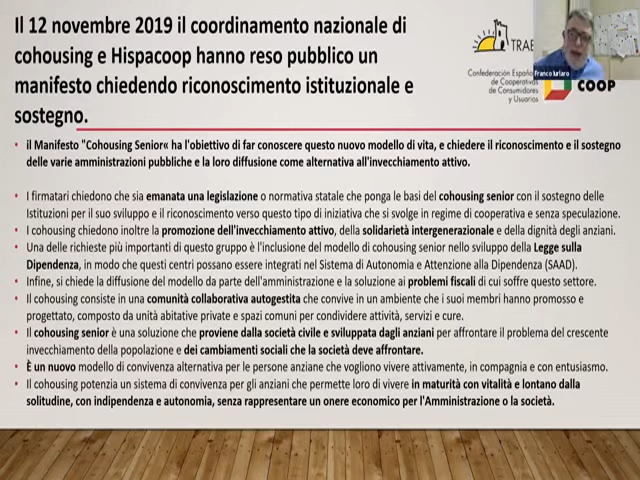 Il 12 novembre 2019 il coordinamento nazionale di
cohousing e Hispacoop hanno reso pubblico un
manifesto chiedendo riconoscimento istituzionale e
sostegno.
TRAB
Confederación Españo
de Cooperativas
de Consumidores
y Usuarios
COOP
Franco Iurlaro
• il Manifesto "Cohousing Senior« ha l'obiettivo di far conoscere questo nuovo modello di vita, e chiedere il riconoscimento e il sostegno
delle varie amministrazioni pubbliche e la loro diffusione come alternativa all'invecchiamento attivo.
• I firmatari chiedono che sia emanata una legislazione o normativa statale che ponga le basi del cohousing senior con il sostegno delle
Istituzioni per il suo sviluppo e il riconoscimento verso questo tipo di iniziativa che si svolge in regime di cooperativa e senza speculazione.
• I cohousing chiedono inoltre la promozione dell'invecchiamento attivo, della solidarietà intergenerazionale e della dignità degli anziani.
• Una delle richieste più importanti di questo gruppo è l'inclusione del modello di cohousing senior nello sviluppo della Legge sulla
Dipendenza, in modo che questi centri possano essere integrati nel Sistema di Autonomia e Attenzione alla Dipendenza (SAAD).
• Infine, si chiede la diffusione del modello da parte dell'amministrazione e la soluzione ai problemi fiscali di cui soffre questo settore.
• Il cohousing consiste in una comunità collaborativa autogestita che convive in un ambiente che i suoi membri hanno promosso e
progettato, composto da unità abitative private e spazi comuni per condividere attività, servizi e cure.
• Il cohousing senior è una soluzione che proviene dalla società civile e sviluppata dagli anziani per affrontare il problema del crescente
invecchiamento della popolazione e dei cambiamenti sociali che la società deve affrontare.
• È un nuovo modello di convivenza alternativa per le persone anziane che vogliono vivere attivamente, in compagnia e con entusiasmo.
• Il cohousing potenzia un sistema di convivenza per gli anziani che permette loro di vivere in maturità con vitalità e lontano dalla
solitudine, con indipendenza e autonomia, senza rappresentare un onere economico per l'Amministrazione o la società.